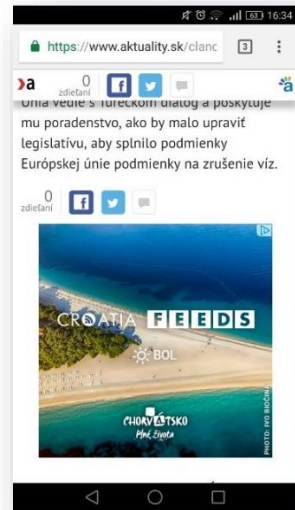 63 16:34
https://www.aktuality.sk/clanc 3
a 0 zdieľaní
Únia vedie s Tureckom dialóg a poskytuje
mu poradenstvo, ako by malo upraviť
legislatívu, aby splnilo podmienky
Európskej únie podmienky na zrušenie víz.
0
zdieľaní
CROATIA FEEDS
BOL
CHORVÁTSKO
Plné života
PHOTO: IVO BIOČINA